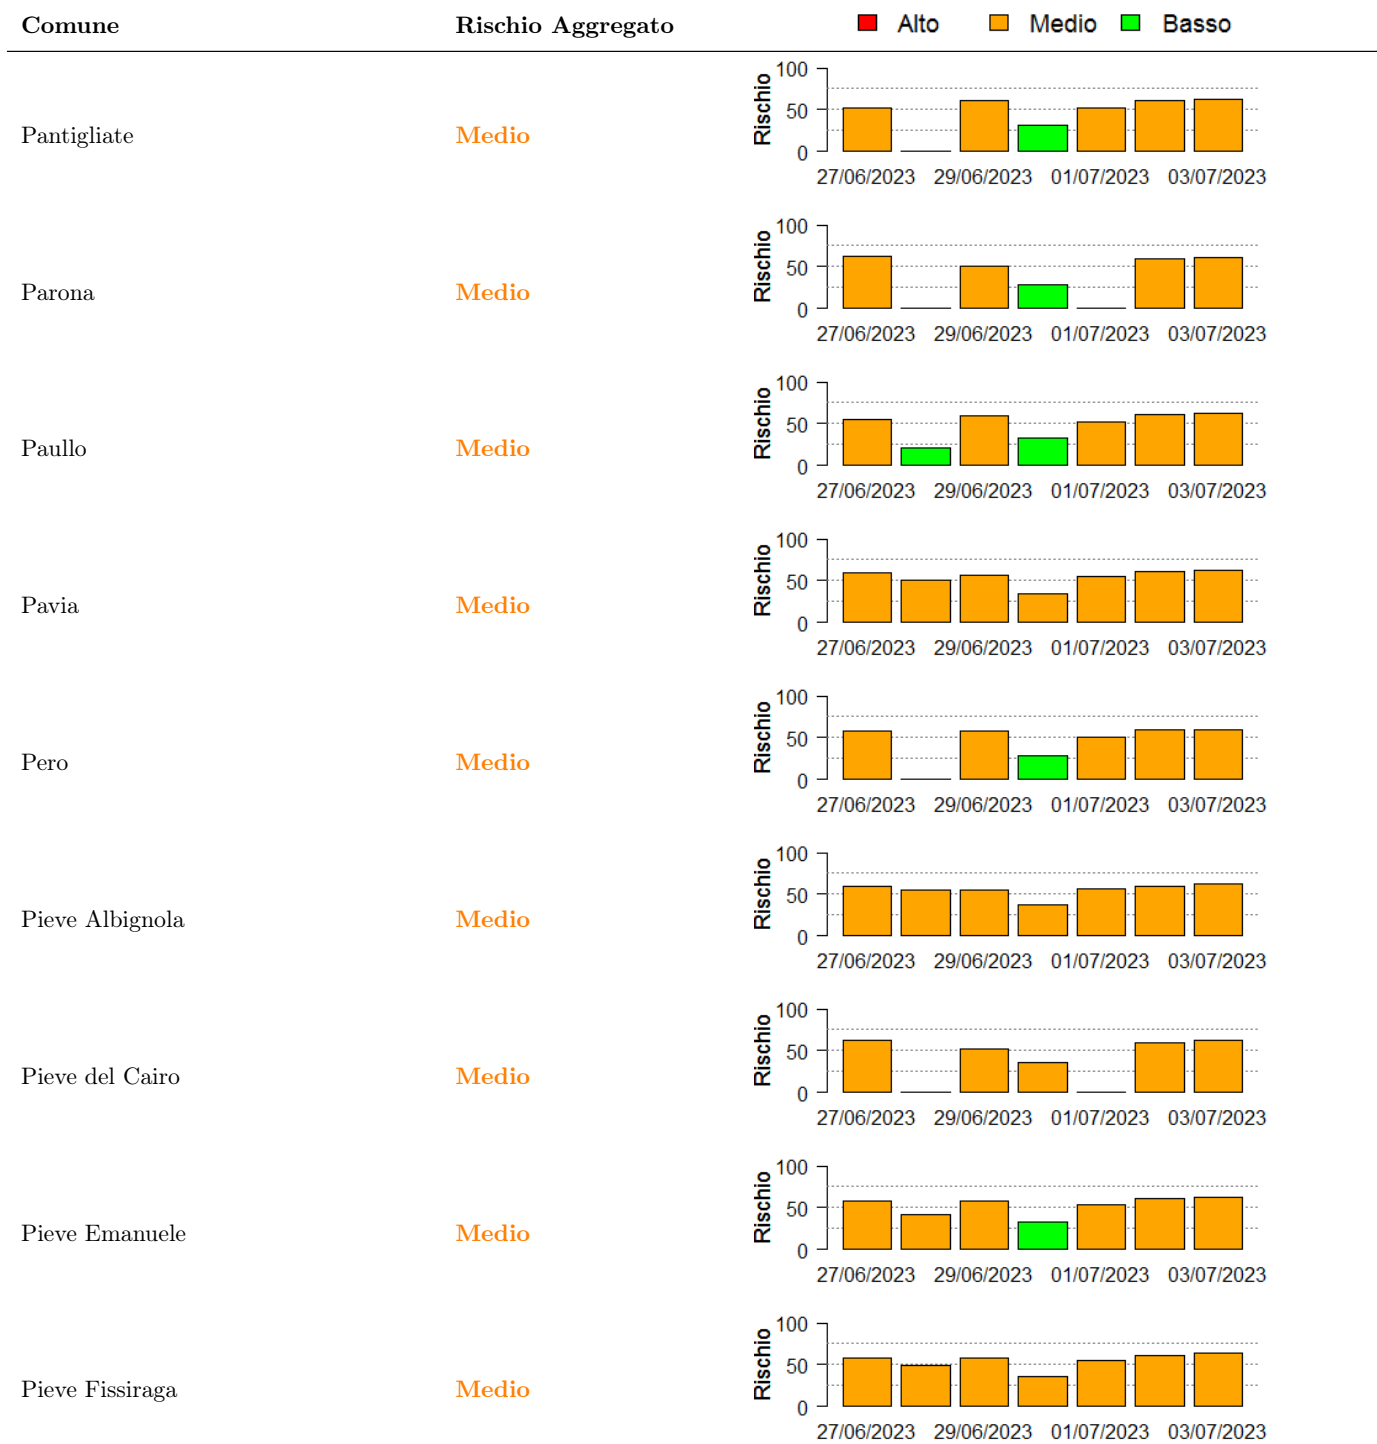 Comune Rischio Aggregato Alto Medio Basso
Pantigliate Medio Rischio 100 50 0
27/06/2023 29/06/2023 01/07/2023 03/07/2023
Parona Medio Rischio 100 50 0
27/06/2023 29/06/2023 01/07/2023 03/07/2023
Paullo Medio Rischio 100 50 0
27/06/2023 29/06/2023 01/07/2023 03/07/2023
Pavia Medio Rischio 100 50 0
27/06/2023 29/06/2023 01/07/2023 03/07/2023
Pero Medio Rischio 100 50 0
27/06/2023 29/06/2023 01/07/2023 03/07/2023
Pieve Albignola Medio Rischio 100 50 0
27/06/2023 29/06/2023 01/07/2023 03/07/2023
Pieve del Cairo Medio Rischio 100 50 0
27/06/2023 29/06/2023 01/07/2023 03/07/2023
Pieve Emanuele Medio Rischio 100 50 0
27/06/2023 29/06/2023 01/07/2023 03/07/2023
Pieve Fissiraga Medio Rischio 100 50 0
27/06/2023 29/06/2023 01/07/2023 03/07/2023